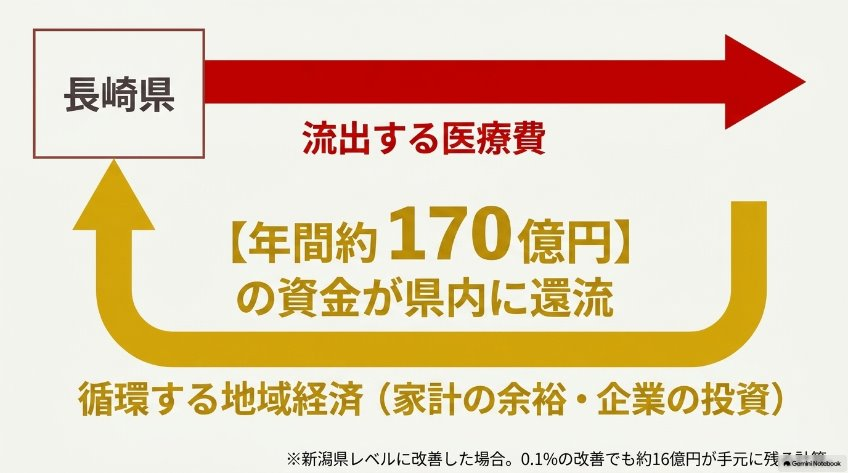 長崎県
流出する医療費
【年間約170億円】
の資金が県内に還流
循環する地域経済（家計の余裕・企業の投資）
※新潟県レベルに改善した場合。0.1%の改善でも約16億円が手元に残る計算
Gemini Notebook